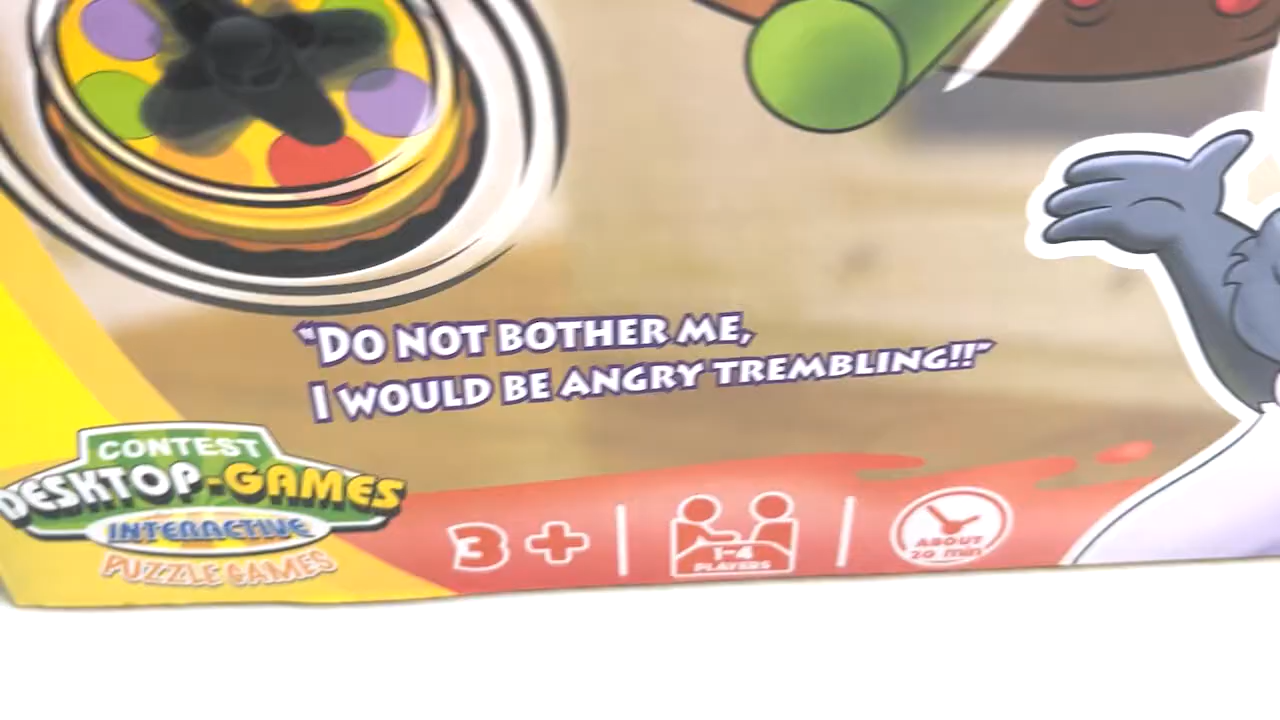 "DO NOT BOTHER ME,
I WOULD BE ANGRY TREMBLING!!"
CONTEST
DESKTOP-GAMES
INTERACTIVE
PUZZLE GAMES
3+
1-4
PLAYERS
ABOUT
20 min